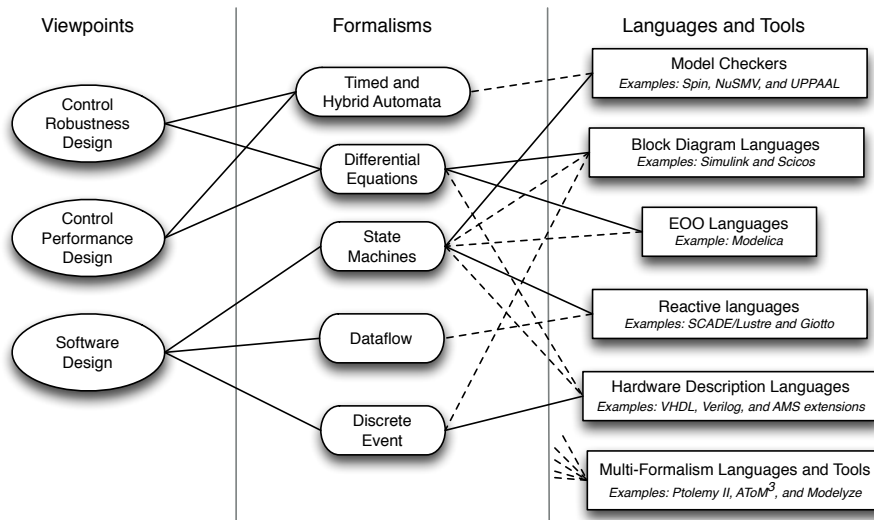 Viewpoints
Formalisms
Languages and Tools
Control
Robustness
Design
Control
Performance
Design
Software
Design
Timed and
Hybrid Automata
Differential
Equations
State
Machines
Dataflow
Discrete
Event
Model Checkers
Examples: Spin, NuSMV, and UPPAAL
Block Diagram Languages
Examples: Simulink and Scicos
EOO Languages
Example: Modelica
Reactive languages
Examples: SCADE/Lustre and Giotto
Hardware Description Languages
Examples: VHDL, Verilog, and AMS extensions
Multi-Formalism Languages and Tools
Examples: Ptolemy II, AToM³, and Modelyze